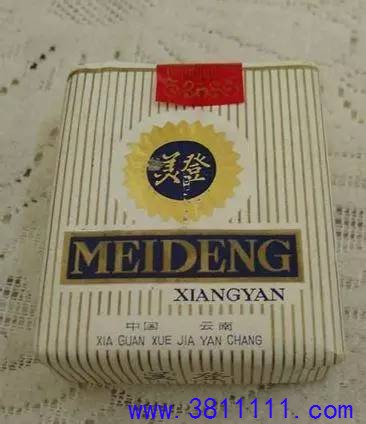 美登
MEIDENG
XIANGYAN
中国 云南
XIA GUAN XUE JIA YAN CHANG
www.3811111.com